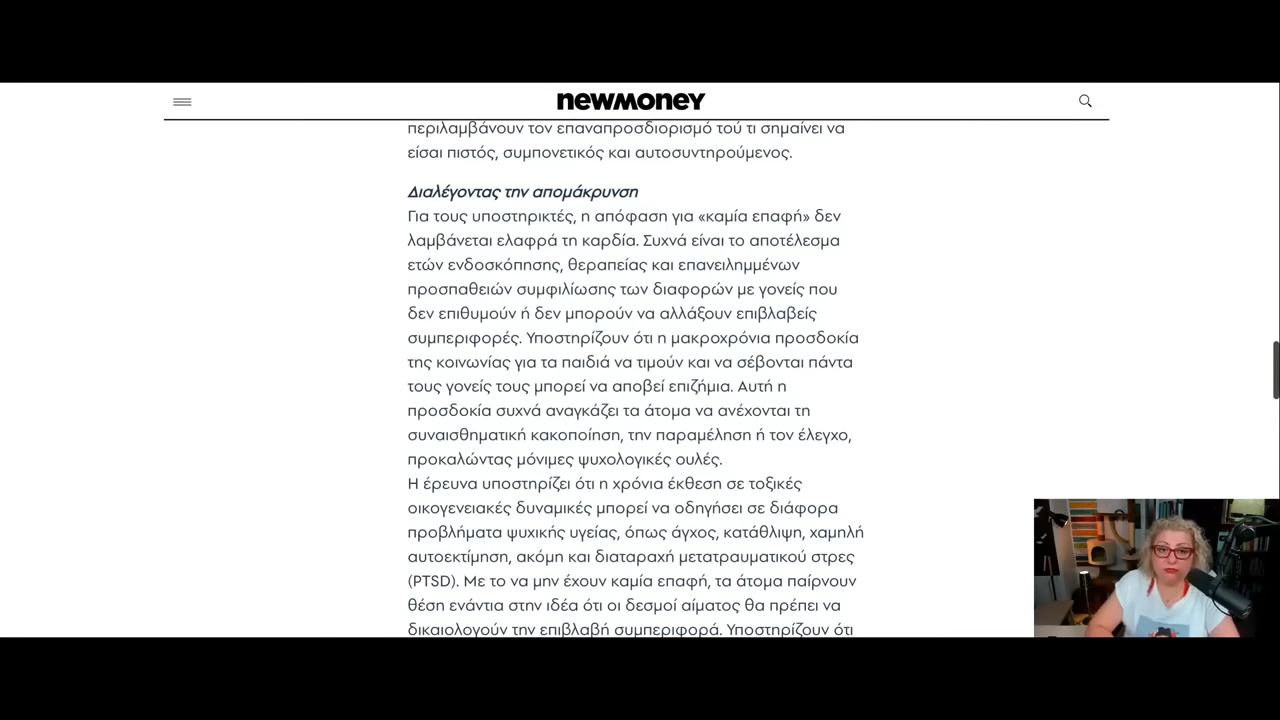 newmoney
περιλαμβάνουν τον επαναπροσδιορισμό τού τι σημαίνει να
είσαι πιστός, συμπονετικός και αυτοσυντηρούμενος.
Διαλέγοντας την απομάκρυνση
Για τους υποστηρικτές, η απόφαση για «καμία επαφή» δεν
λαμβάνεται ελαφρά τη καρδία. Συχνά είναι το αποτέλεσμα
ετών ενδοσκόπησης, θεραπείας και επανειλημμένων
προσπαθειών συμφιλίωσης των διαφορών με γονείς που
δεν επιθυμούν ή δεν μπορούν να αλλάξουν επιβλαβείς
συμπεριφορές. Υποστηρίζουν ότι η μακροχρόνια προσδοκία
της κοινωνίας για τα παιδιά να τιμούν και να σέβονται πάντα
τους γονείς τους μπορεί να αποβεί επιζήμια. Αυτή η
προσδοκία συχνά αναγκάζει τα άτομα να ανέχονται τη
συναισθηματική κακοποίηση, την παραμέληση ή τον έλεγχο,
προκαλώντας μόνιμες ψυχολογικές ουλές.
Η έρευνα υποστηρίζει ότι η χρόνια έκθεση σε τοξικές
οικογενειακές δυναμικές μπορεί να οδηγήσει σε διάφορα
προβλήματα ψυχικής υγείας, όπως άγχος, κατάθλιψη, χαμηλή
αυτοεκτίμηση, ακόμη και διαταραχή μετατραυματικού στρες
(PTSD). Με το να μην έχουν καμία επαφή, τα άτομα παίρνουν
θέση ενάντια στην ιδέα ότι οι δεσμοί αίματος θα πρέπει να
δικαιολογούν την επιβλαβή συμπεριφορά. Υποστηρίζουν ότι